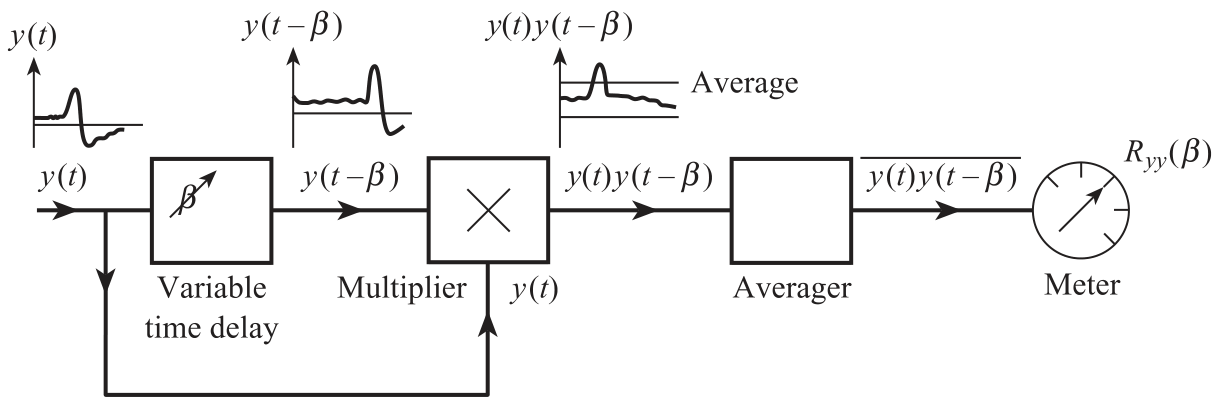 y(t)
y(t−β)
y(t)y(t−β)
Average
y(t)
β
y(t−β)
y(t)y(t−β)
y(t)y(t−β)
R_yy(β)
Variable
time delay
Multiplier
y(t)
Averager
Meter